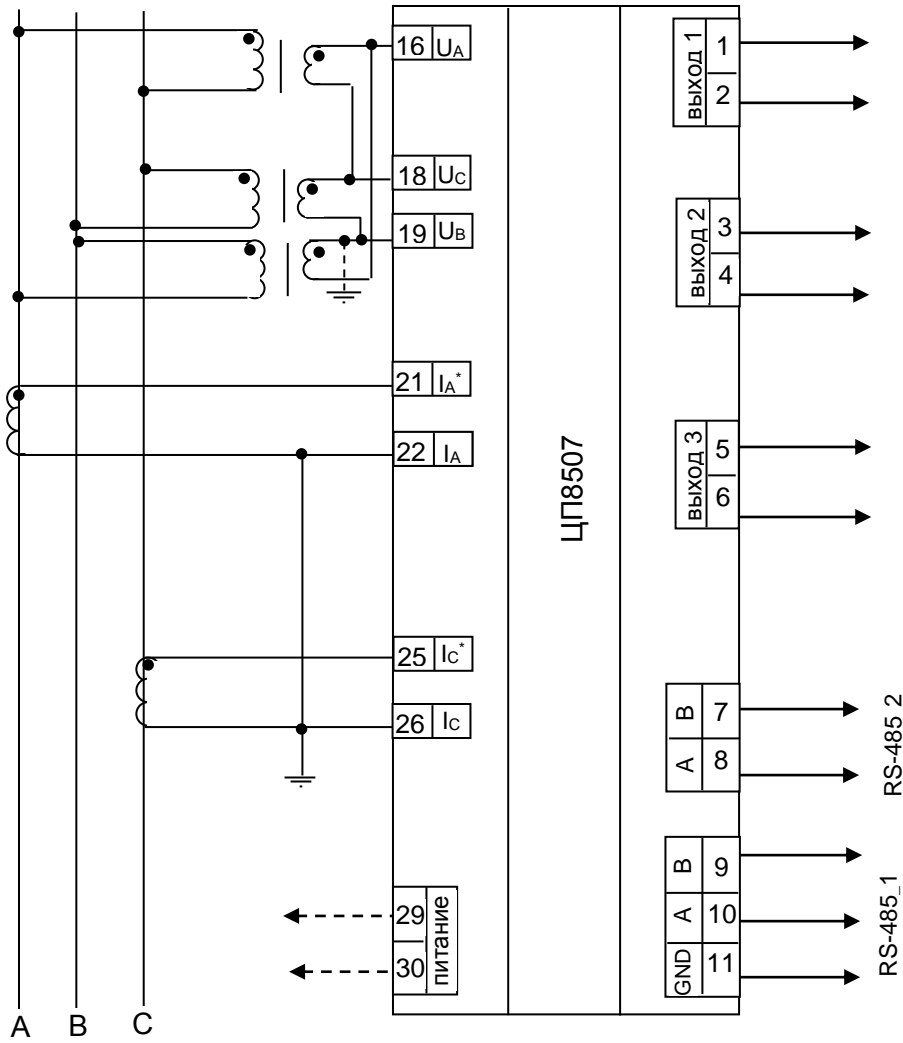 16 UA
18 UC
19 UB
21 IA*
22 IA
25 IC*
26 IC
29
30
питание
ЦП8507
выход 1
1
2
выход 2
3
4
выход 3
5
6
B 7
A 8
RS-485 2
B 9
A 10
GND 11
RS-485_1
A B C